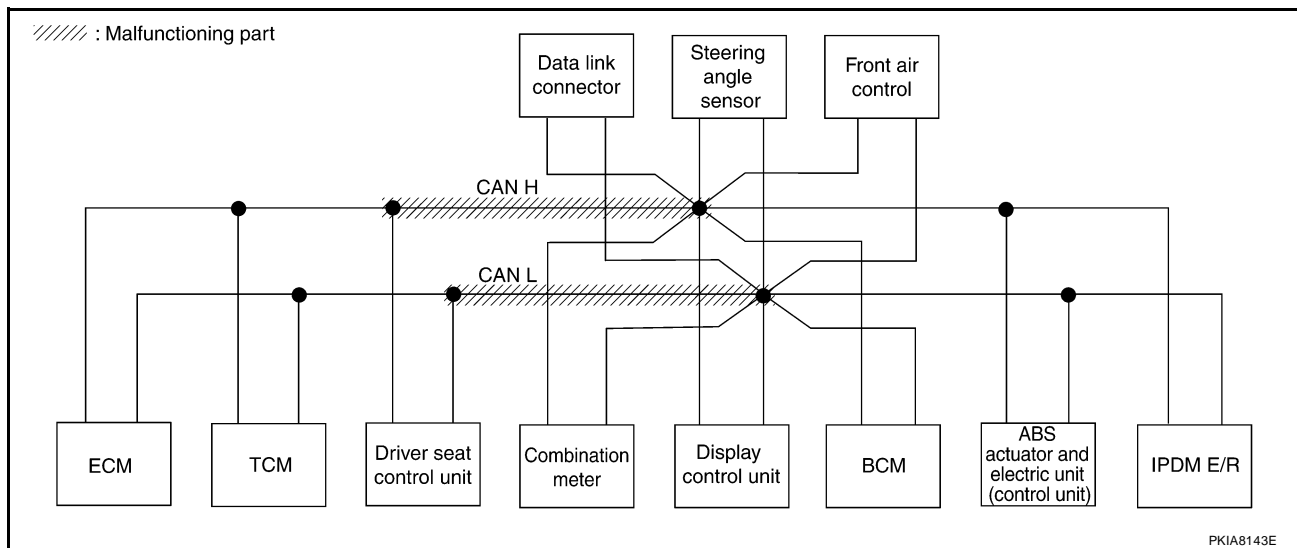 : Malfunctioning part
Data link
connector
Steering
angle
sensor
Front air
control
CAN H
CAN L
ECM
TCM
Driver seat
control unit
Combination
meter
Display
control unit
BCM
ABS
actuator and
electric unit
(control unit)
IPDM E/R
PKIA8143E